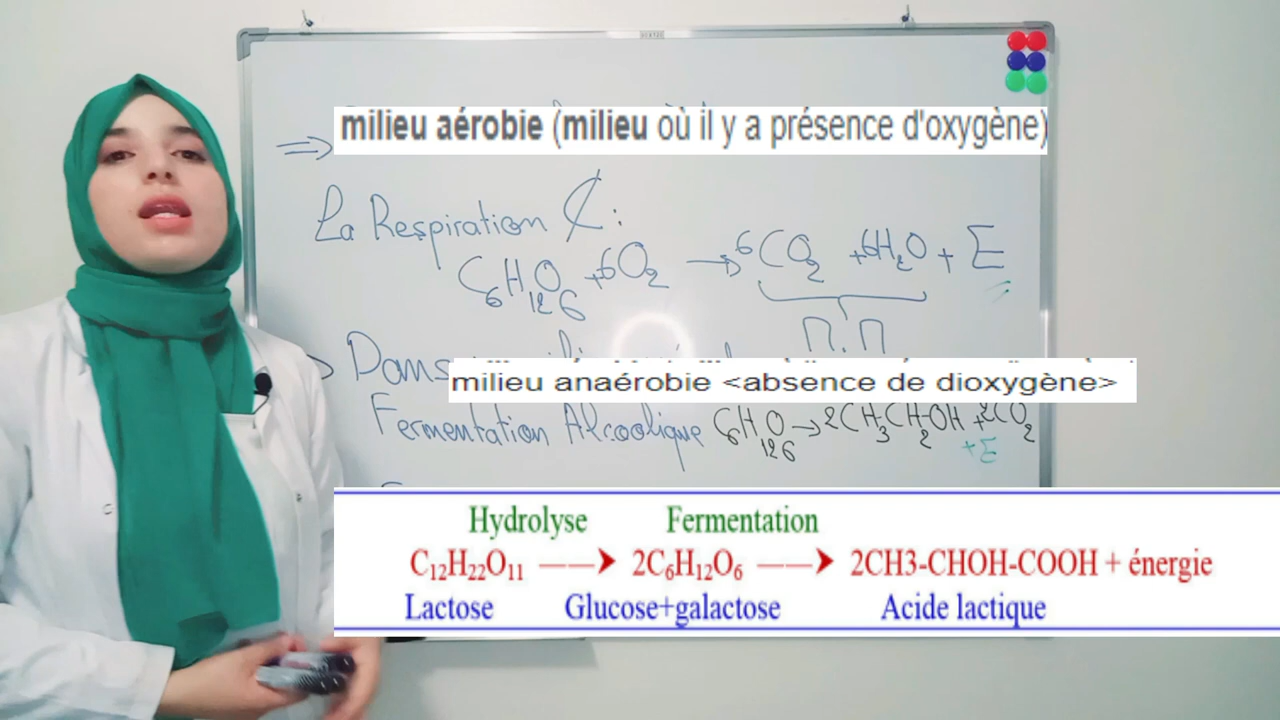 milieu aérobie (milieu où il y a présence d'oxygène)
⇒
La Respiration ₵ :
C₆H₁₂O₆ + 6O₂ → 6CO₂ + 6H₂O + E
n.n
Dans
milieu anaérobie <absence de dioxygène>
Fermentation Alcoolique C₆H₁₂O₆ → 2CH₃CH₂OH + 2CO₂
+ E
Hydrolyse Fermentation
C₁₂H₂₂O₁₁ ——➤ 2C₆H₁₂O₆ ——➤ 2CH3-CHOH-COOH + énergie
Lactose Glucose+galactose Acide lactique